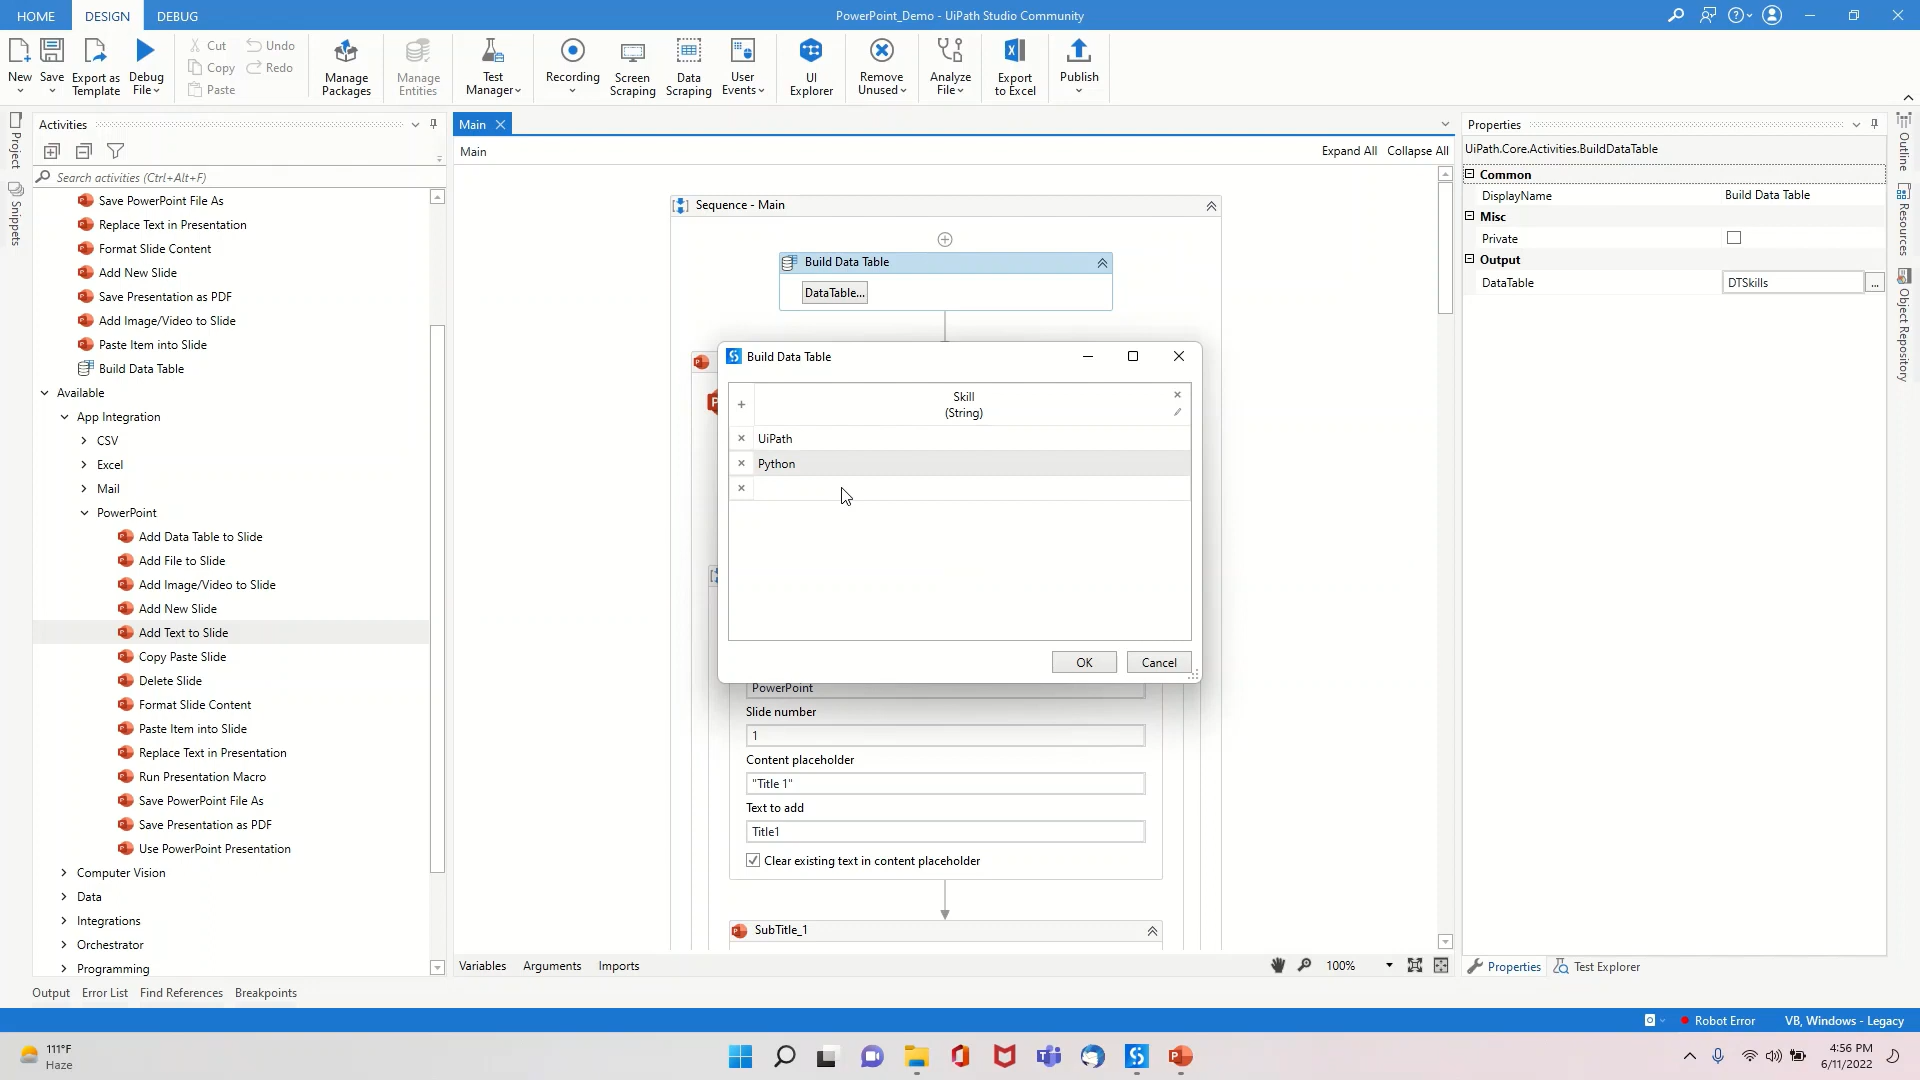 HOME DESIGN DEBUG
PowerPoint_Demo - UiPath Studio Community
New Save Export as Template Debug File
Cut Copy Paste Undo Redo
Manage Packages
Manage Entities
Test Manager
Recording
Screen Scraping
Data Scraping
User Events
UI Explorer
Remove Unused
Analyze File
Export to Excel
Publish
Project
Snippets
Activities
Search activities (Ctrl+Alt+F)
Save PowerPoint File As
Replace Text in Presentation
Format Slide Content
Add New Slide
Save Presentation as PDF
Add Image/Video to Slide
Paste Item into Slide
Build Data Table
Available
App Integration
CSV
Excel
Mail
PowerPoint
Add Data Table to Slide
Add File to Slide
Add Image/Video to Slide
Add New Slide
Add Text to Slide
Copy Paste Slide
Delete Slide
Format Slide Content
Paste Item into Slide
Replace Text in Presentation
Run Presentation Macro
Save PowerPoint File As
Save Presentation as PDF
Use PowerPoint Presentation
Computer Vision
Data
Integrations
Orchestrator
Programming
Main
Main Expand All Collapse All
Sequence - Main
Build Data Table
DataTable...
Build Data Table
Skill
(String)
UiPath
Python
OK Cancel
PowerPoint
Slide number
1
Content placeholder
"Title 1"
Text to add
Title1
Clear existing text in content placeholder
SubTitle_1
Variables Arguments Imports 100%
Properties
UiPath.Core.Activities.BuildDataTable
Common
DisplayName Build Data Table
Misc
Private
Output
DataTable DTSkills ...
Properties Test Explorer
Outline
Resources
Object Repository
Output Error List Find References Breakpoints
Robot Error VB, Windows - Legacy
111°F
Haze
4:56 PM
6/11/2022